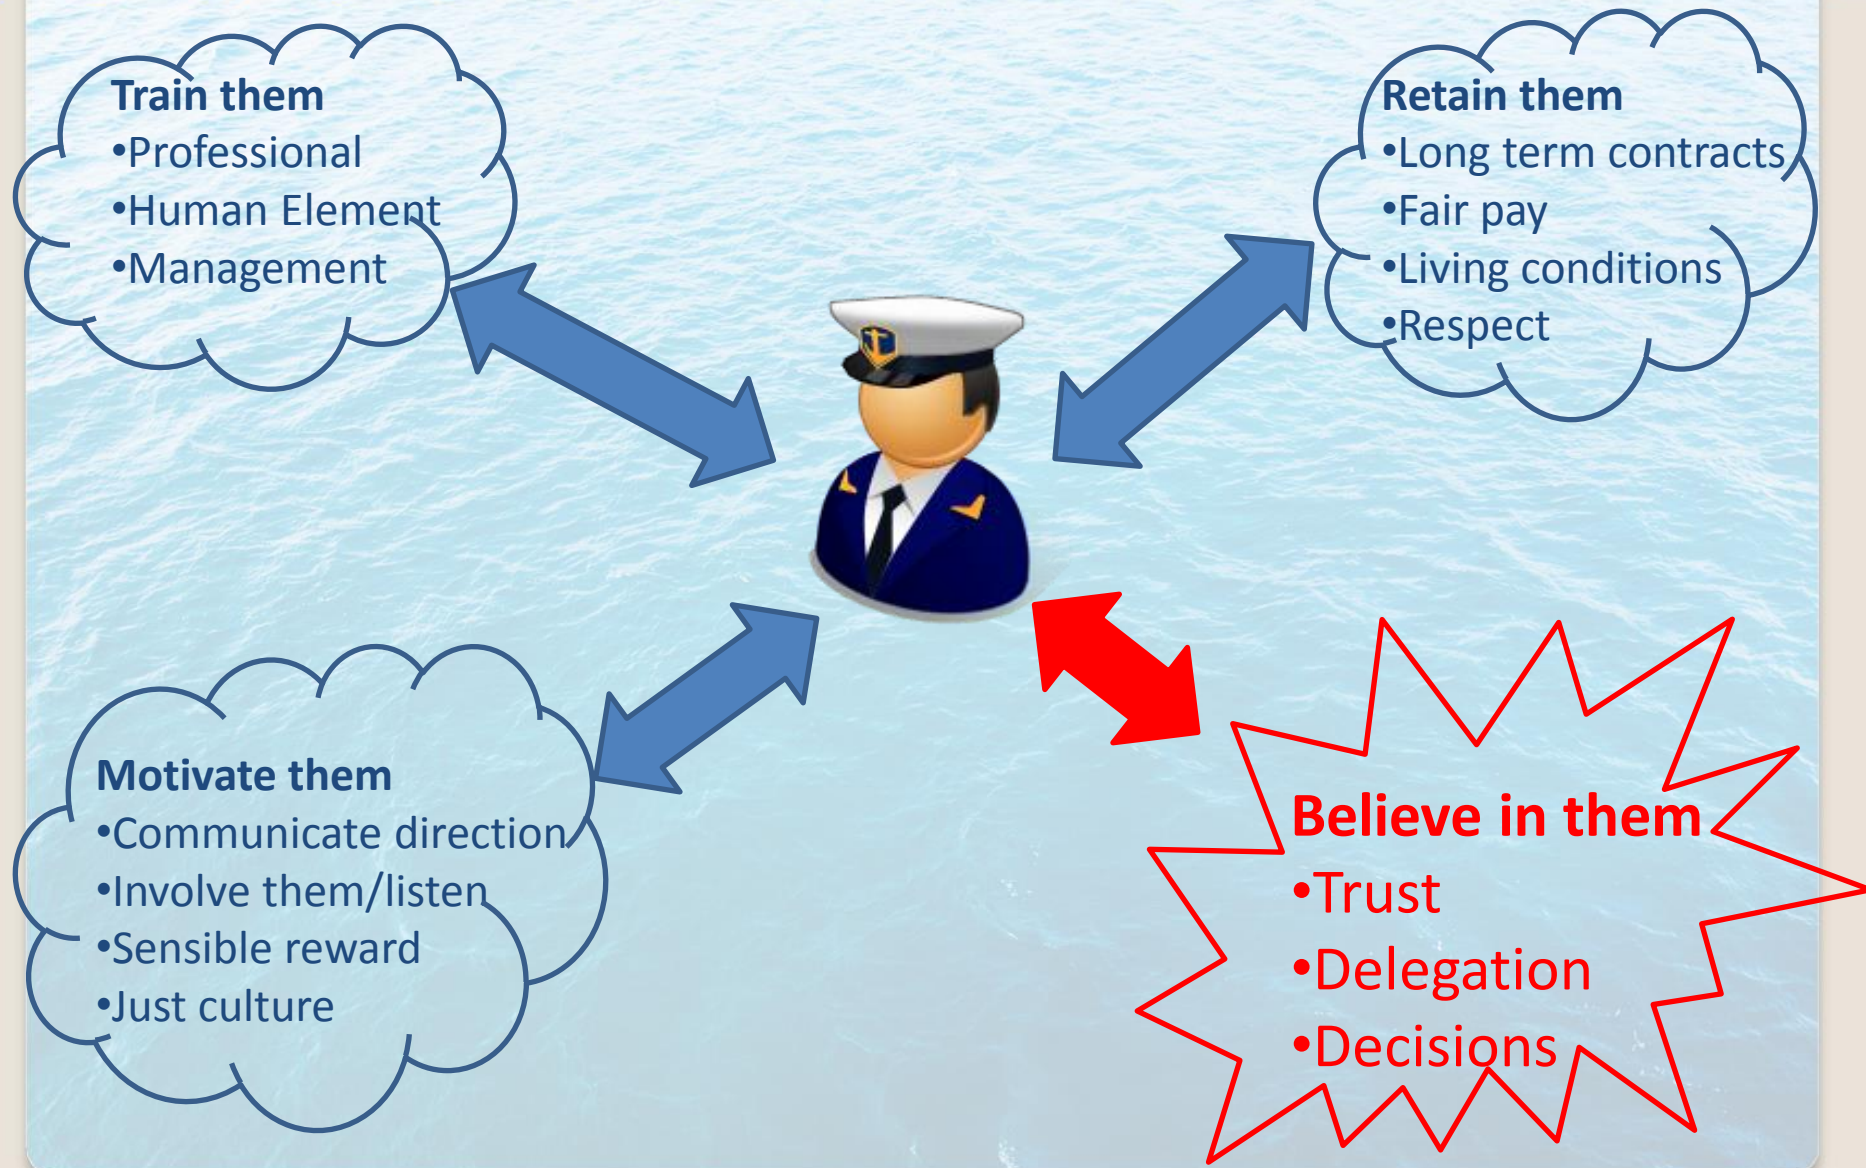 Train them
•Professional
•Human Element
•Management
Retain them
•Long term contracts
•Fair pay
•Living conditions
•Respect
Motivate them
•Communicate direction
•Involve them/listen
•Sensible reward
•Just culture
Believe in them
•Trust
•Delegation
•Decisions